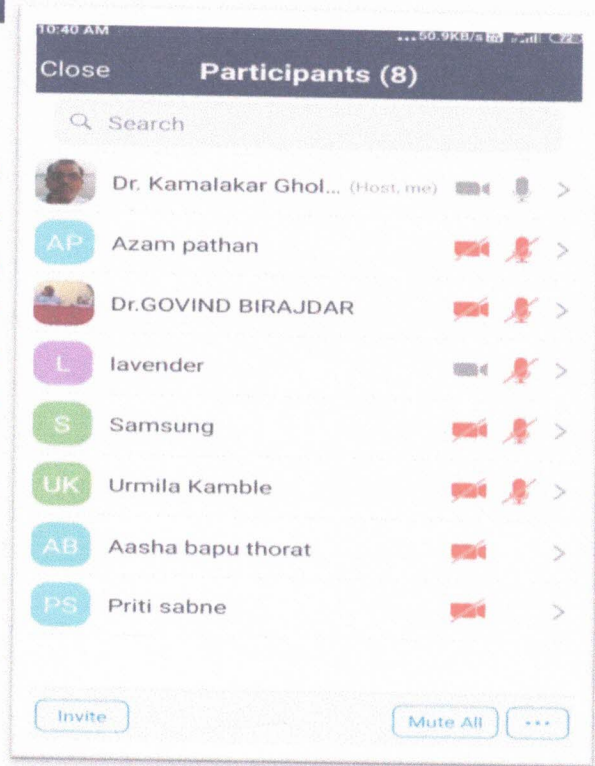 10:40 AM ...50.9KB/s 72
Close Participants (8)
Search
Dr. Kamalakar Ghol... (Host, me)
AP Azam pathan
Dr.GOVIND BIRAJDAR
L lavender
S Samsung
UK Urmila Kamble
AB Aasha bapu thorat
PS Priti sabne
Invite Mute All ...